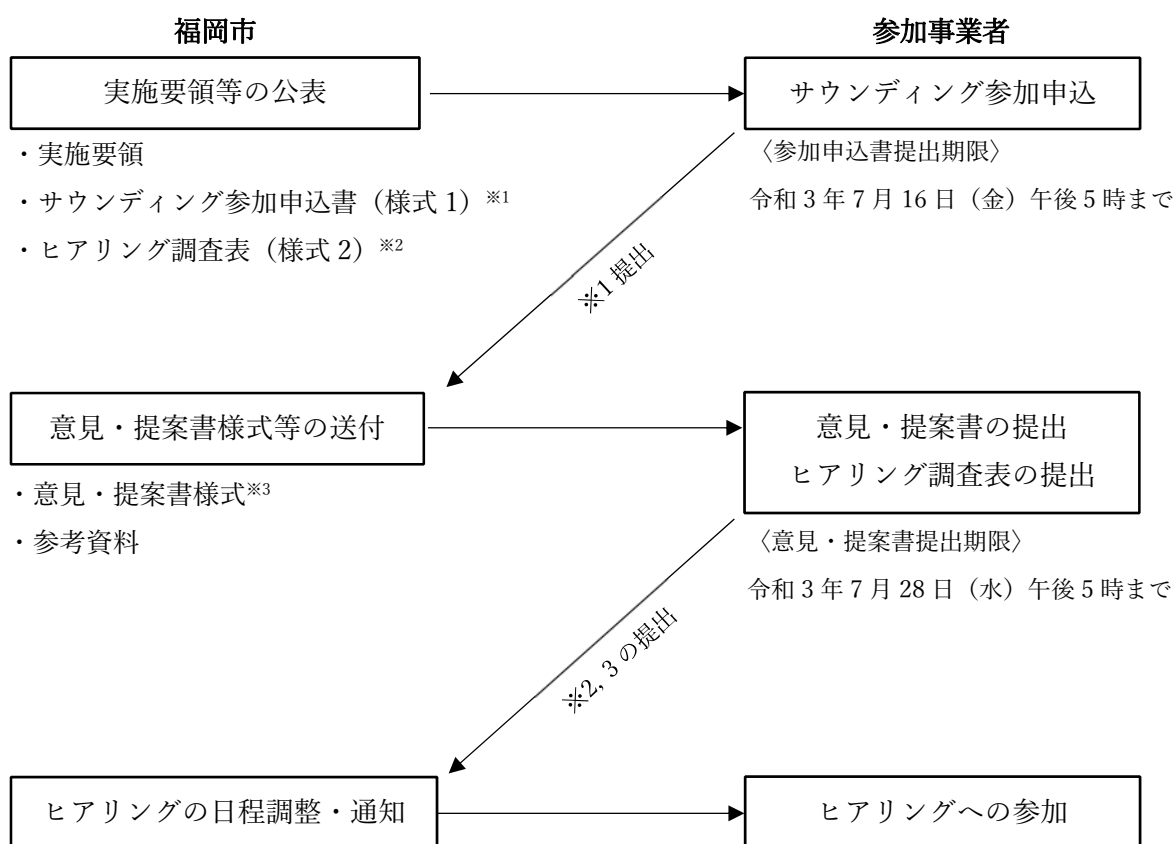 福岡市
参加事業者
実施要領等の公表
サウンディング参加申込
・実施要領
・サウンディング参加申込書（様式 1）※1
・ヒアリング調査表（様式 2）※2
〈参加申込書提出期限〉
令和 3 年 7 月 16 日（金）午後 5 時まで
※1 提出
意見・提案書様式等の送付
意見・提案書の提出
ヒアリング調査表の提出
・意見・提案書様式※3
・参考資料
〈意見・提案書提出期限〉
令和 3 年 7 月 28 日（水）午後 5 時まで
※2, 3 の提出
ヒアリングの日程調整・通知
ヒアリングへの参加